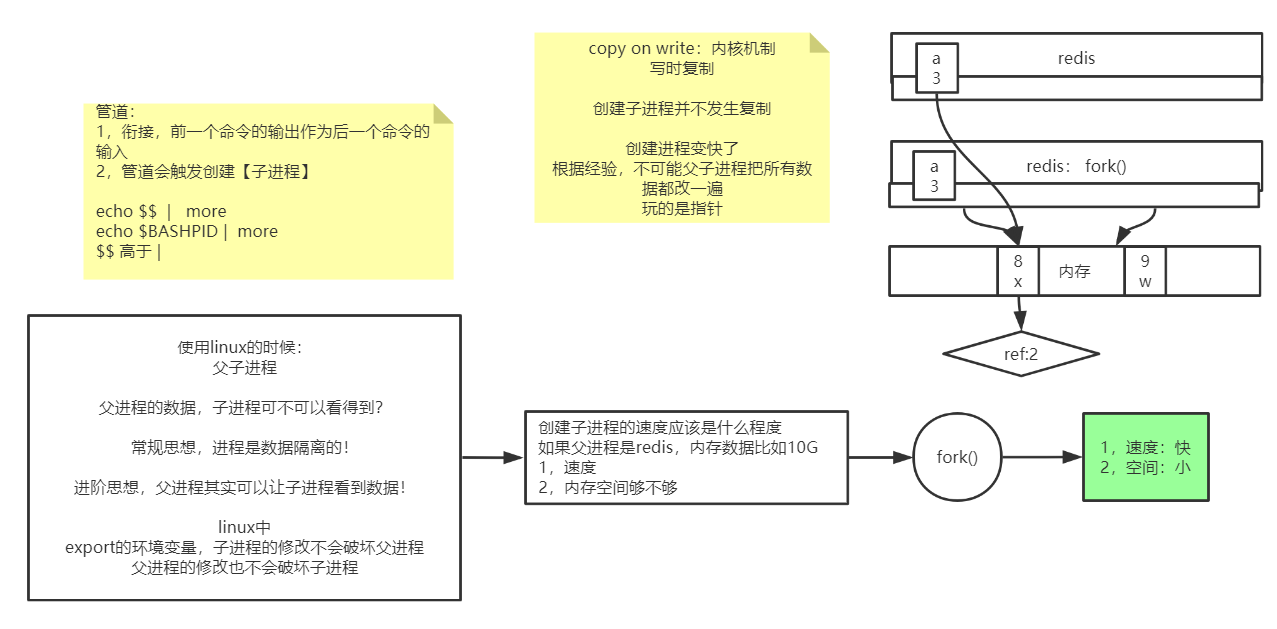 管道：
1，衔接，前一个命令的输出作为后一个命令的
输入
2，管道会触发创建【子进程】
echo $$ | more
echo $BASHPID | more
$$ 高于 |
copy on write：内核机制
写时复制
创建子进程并不发生复制
创建进程变快了
根据经验，不可能父子进程把所有数
据都改一遍
玩的是指针
redis
a
3
redis： fork()
a
3
8
x
内存
9
w
ref:2
使用linux的时候：
父子进程
父进程的数据，子进程可不可以看得到？
常规思想，进程是数据隔离的！
进阶思想，父进程其实可以让子进程看到数据！
linux中
export的环境变量，子进程的修改不会破坏父进程
父进程的修改也不会破坏子进程
创建子进程的速度应该是什么程度
如果父进程是redis，内存数据比如10G
1，速度
2，内存空间够不够
fork()
1，速度：快
2，空间：小